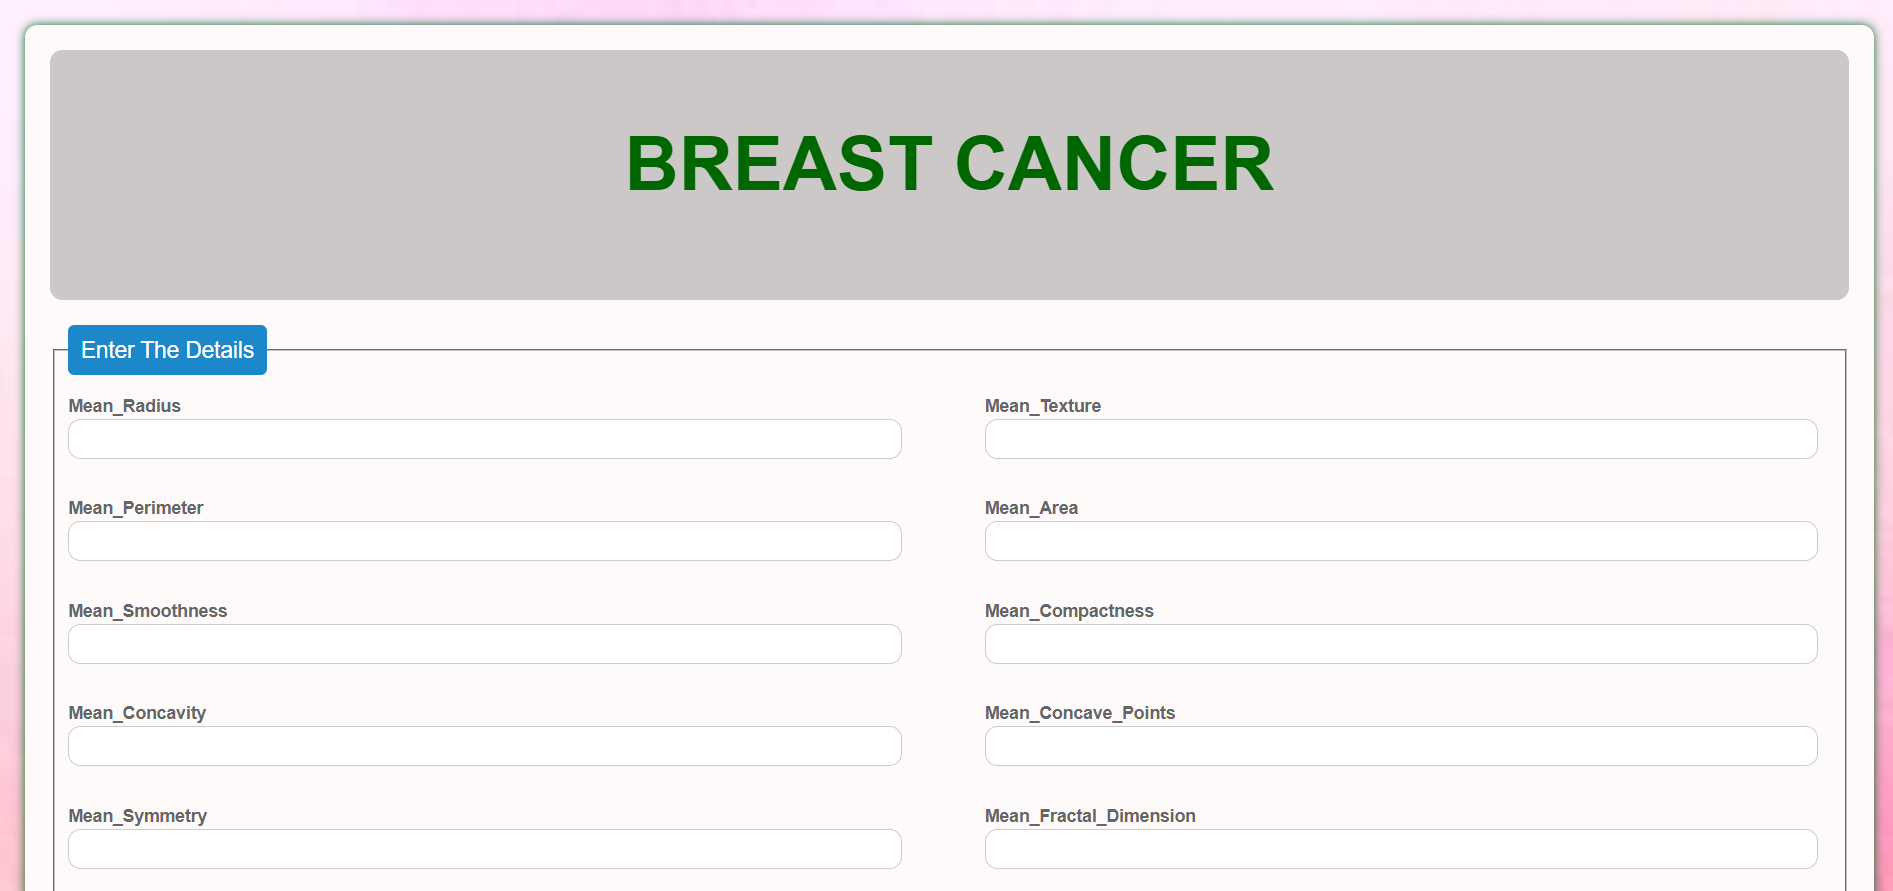 BREAST CANCER
Enter The Details
Mean_Radius
Mean_Texture
Mean_Perimeter
Mean_Area
Mean_Smoothness
Mean_Compactness
Mean_Concavity
Mean_Concave_Points
Mean_Symmetry
Mean_Fractal_Dimension